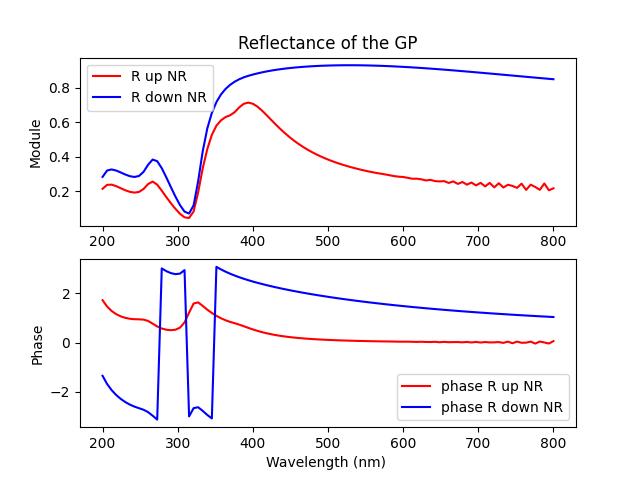 Reflectance of the GP
Module
0.8
0.6
0.4
0.2
R up NR
R down NR
200 300 400 500 600 700 800
Phase
2
0
−2
phase R up NR
phase R down NR
200 300 400 500 600 700 800
Wavelength (nm)